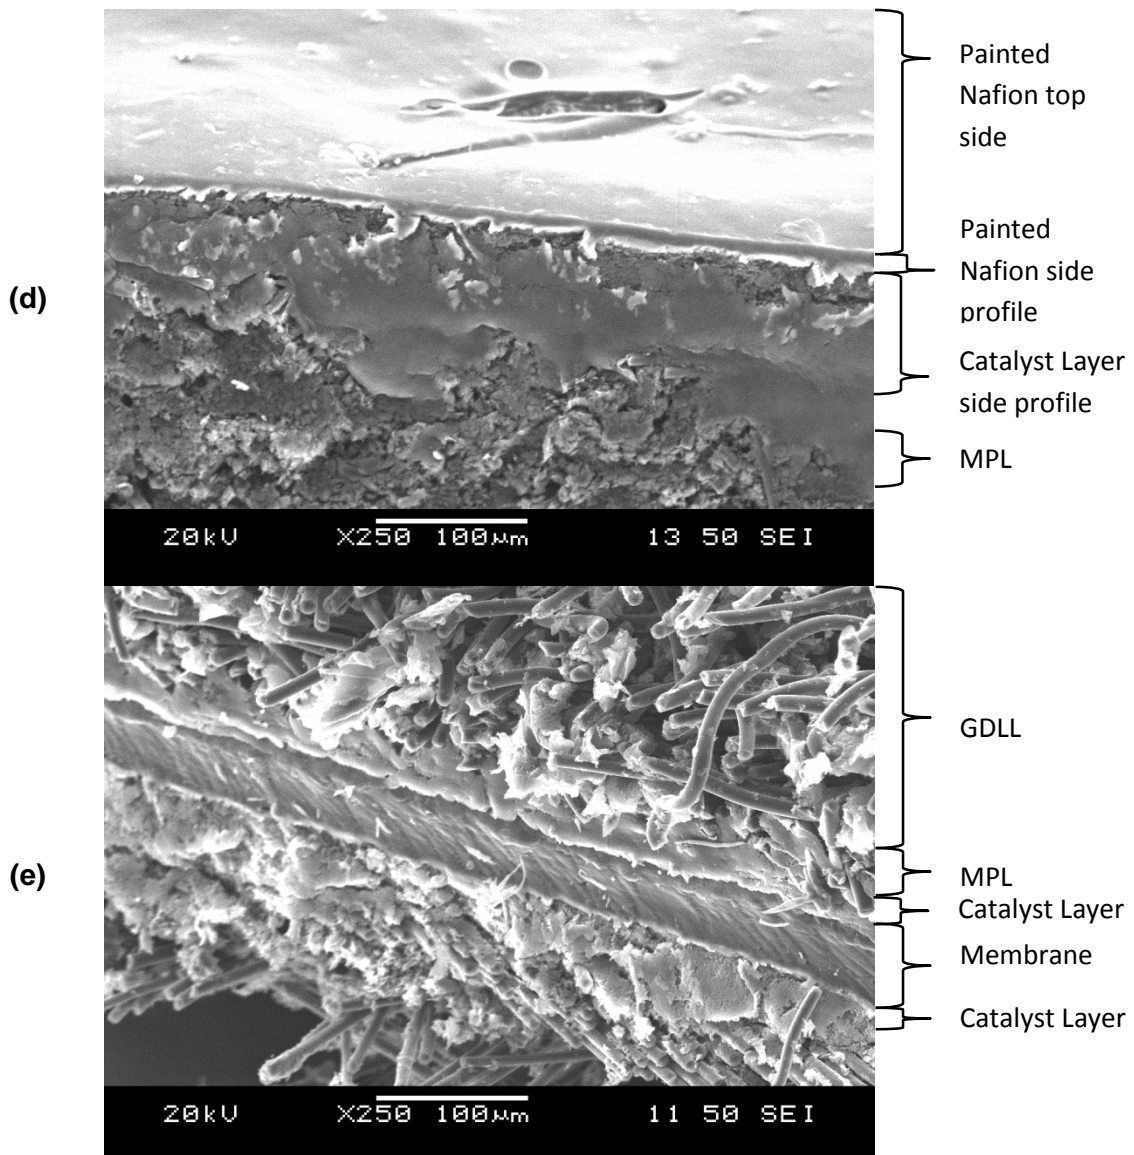 Painted
Nafion top
side
Painted
Nafion side
profile
(d)
Catalyst Layer
side profile
MPL
20kV X250 100µm 13 50 SEI
GDLL
(e)
MPL
Catalyst Layer
Membrane
Catalyst Layer
20kV X250 100µm 11 50 SEI